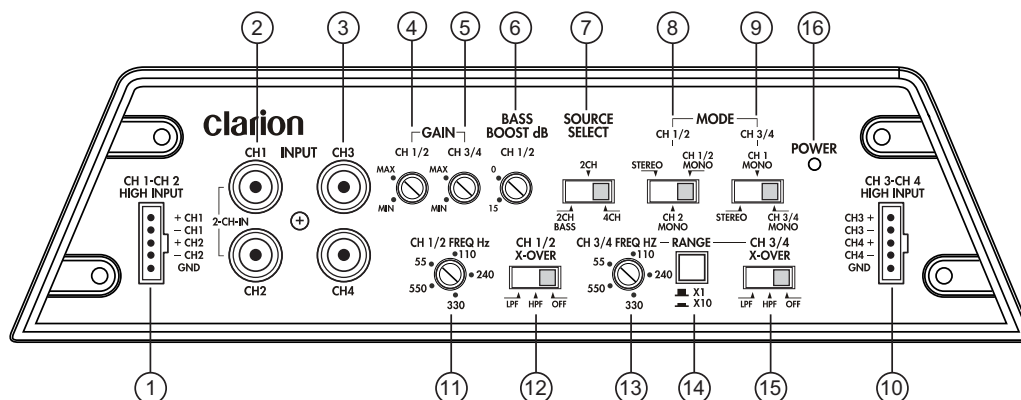 2
3
4
5
6
7
8
9
16
clarion
BASS
BOOST dB
SOURCE
SELECT
MODE
CH 1/2
CH 3/4
POWER
CH1
INPUT
CH3
GAIN
CH 1/2
CH 3/4
CH 1/2
MAX
MIN
MAX
MIN
0
15
2CH
2CH
BASS
4CH
STEREO
CH 1/2
MONO
CH 2
MONO
CH 1
MONO
STEREO
CH 3/4
MONO
CH 1-CH 2
HIGH INPUT
+ CH1
− CH1
+ CH2
− CH2
GND
2-CH-IN
CH2
CH4
CH 3-CH 4
HIGH INPUT
CH3 +
CH3 −
CH4 +
CH4 −
GND
CH 1/2 FREQ Hz
55
110
240
550
330
CH 1/2
X-OVER
LPF
HPF
OFF
CH 3/4 FREQ HZ
55
110
240
550
330
RANGE
X1
X10
CH 3/4
X-OVER
LPF
HPF
OFF
1
11
12
13
14
15
10